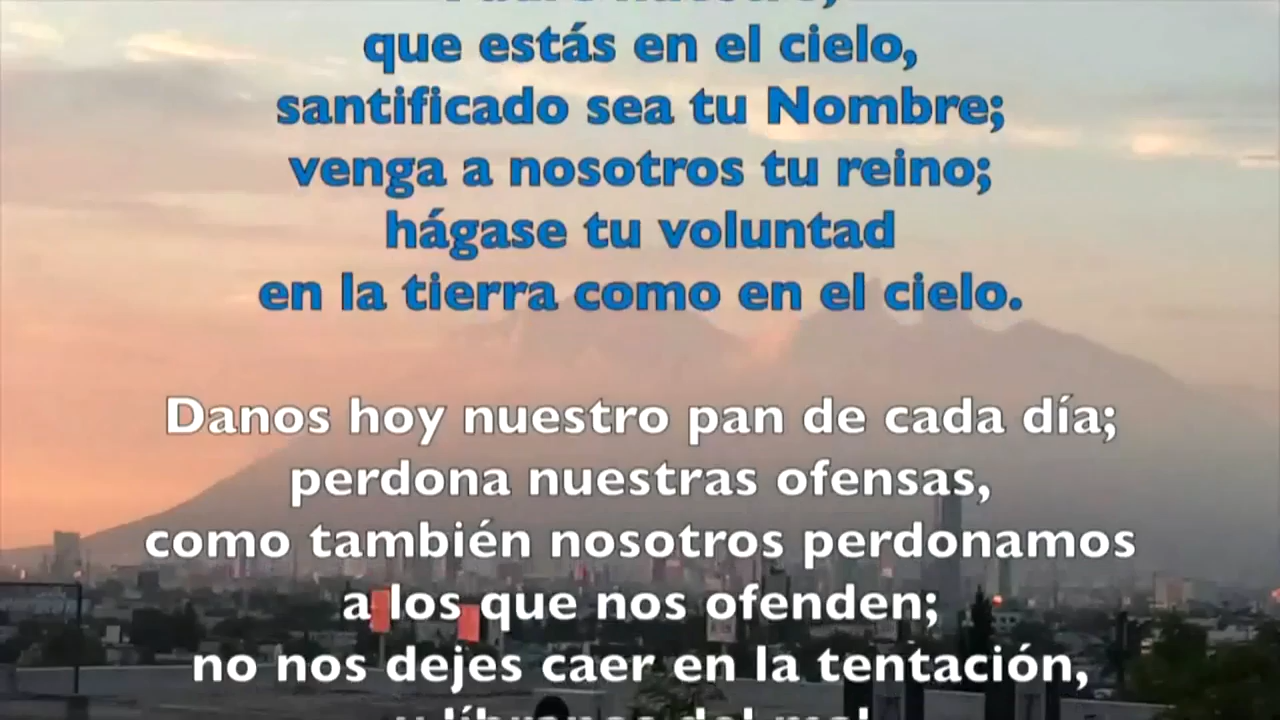 que estás en el cielo,
santificado sea tu Nombre;
venga a nosotros tu reino;
hágase tu voluntad
en la tierra como en el cielo.
Danos hoy nuestro pan de cada día;
perdona nuestras ofensas,
como también nosotros perdonamos
a los que nos ofenden;
no nos dejes caer en la tentación,